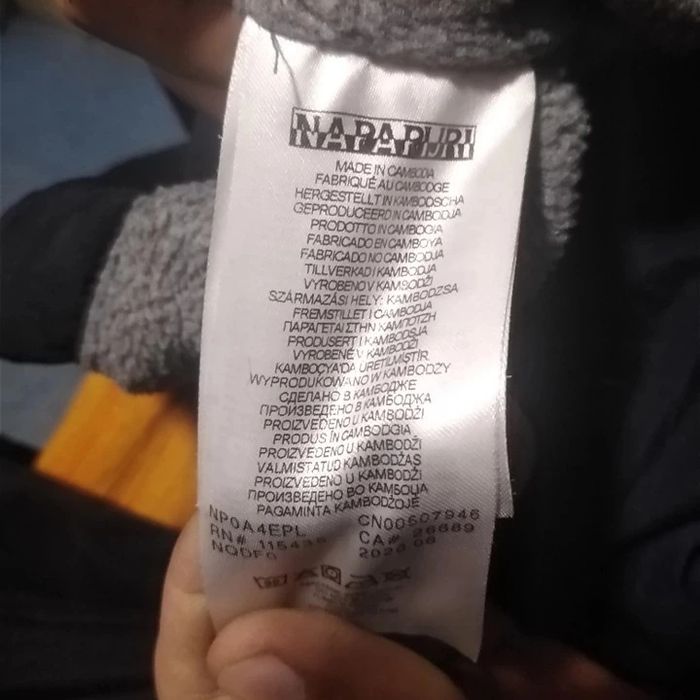 NAPAPIJRI
MADE IN CAMBODIA
FABRIQUÉ AU CAMBODGE
HERGESTELLT IN KAMBODSCHA
GEPRODUCEERD IN CAMBODJA
PRODOTTO IN CAMBOGIA
FABRICADO EN CAMBOYA
FABRICADO NO CAMBODJA
TILLVERKAD I KAMBODJA
VYROBENO V KAMBODŽI
SZÁRMAZÁSI HELY: KAMBODZSA
FREMSTILLET I CAMBODJA
ΠΑΡΑΓΕΤΑΙ ΣΤΗΝ ΚΑΜΠΟΤΖΗ
PRODUSERT I KAMBODSJA
VYROBENÉ V KAMBODŽI
KAMBOÇYA'DA ÜRETİLMİŞTİR
WYPRODUKOWANO W KAMBODŻY
СДЕЛАНО В КАМБОДЖЕ
ПРОИЗВЕДЕНО В КАМБОДЖА
PROIZVEDENO U KAMBODŽI
PRODUS ÎN CAMBODGIA
PROIZVEDENO U KAMBODŽI
VALMISTATUD KAMBODŽAS
PROIZVEDENO U KAMBODŽI
ПРОИЗВЕДЕНО ВО КАМБОЏА
PAGAMINTA KAMBODŽOJE
NP0A4EPL CN00507946
RN# CA# 26689